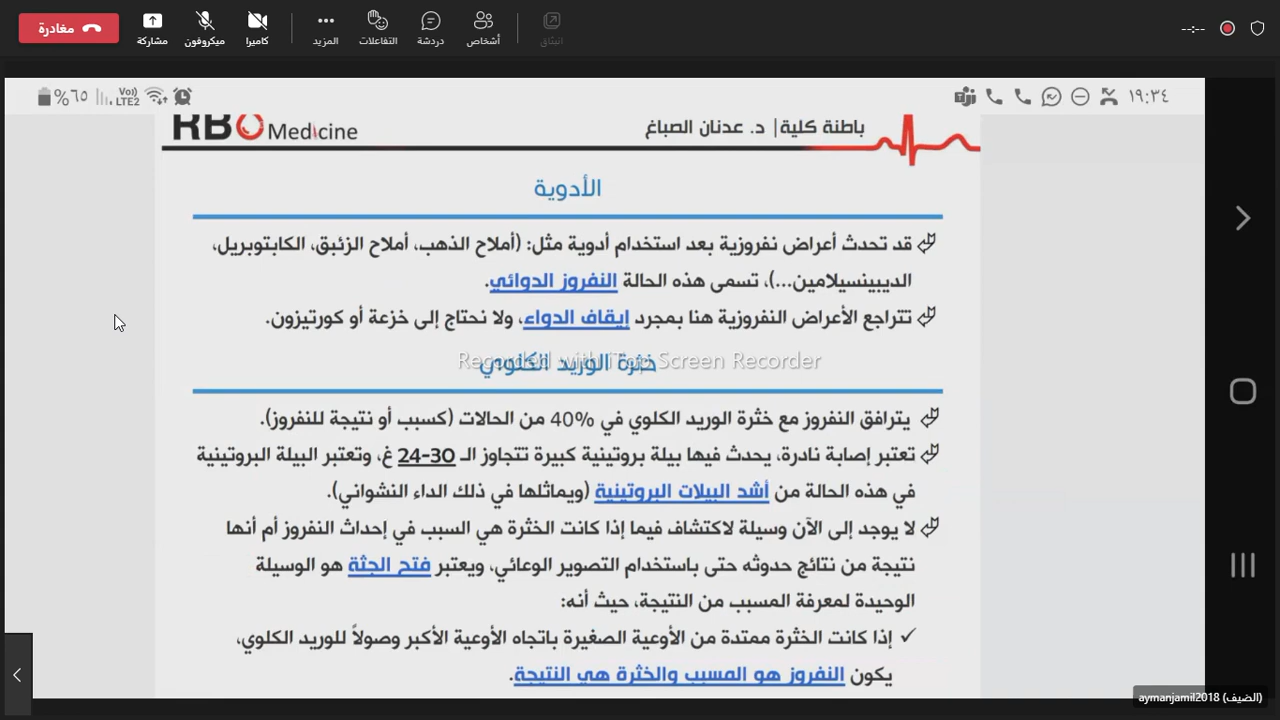 مغادرة
مشاركة
ميكروفون
كاميرا
المزيد
التفاعلات
دردشة
أشخاص
انبثاق
--:--
%٦٥
Vo) LTE2
١٩:٣٤
RBO Medicine
باطنة كلية| د. عدنان الصباغ
الأدوية
قد تحدث أعراض نفروزية بعد استخدام أدوية مثل: (أملاح الذهب، أملاح الزئبق، الكابتوبريل،
الديبينسيلامين...)، تسمى هذه الحالة النفروز الدوائي.
تتراجع الأعراض النفروزية هنا بمجرد إيقاف الدواء، ولا نحتاج إلى خزعة أو كورتيزون.
خثرة الوريد الكلوي
Recorded with iTop Screen Recorder
يترافق النفروز مع خثرة الوريد الكلوي في 40% من الحالات (كسبب أو نتيجة للنفروز).
تعتبر إصابة نادرة، يحدث فيها بيلة بروتينية كبيرة تتجاوز الـ 24-30 غ، وتعتبر البيلة البروتينية
في هذه الحالة من أشد البيلات البروتينية (ويماثلها في ذلك الداء النشواني).
لا يوجد إلى الآن وسيلة لاكتشاف فيما إذا كانت الخثرة هي السبب في إحداث النفروز أم أنها
نتيجة من نتائج حدوثه حتى باستخدام التصوير الوعائي، ويعتبر فتح الجثة هو الوسيلة
الوحيدة لمعرفة المسبب من النتيجة، حيث أنه:
✓ إذا كانت الخثرة ممتدة من الأوعية الصغيرة باتجاه الأوعية الأكبر وصولاً للوريد الكلوي،
يكون النفروز هو المسبب والخثرة هي النتيجة.
aymanjamil2018 (الضيف)